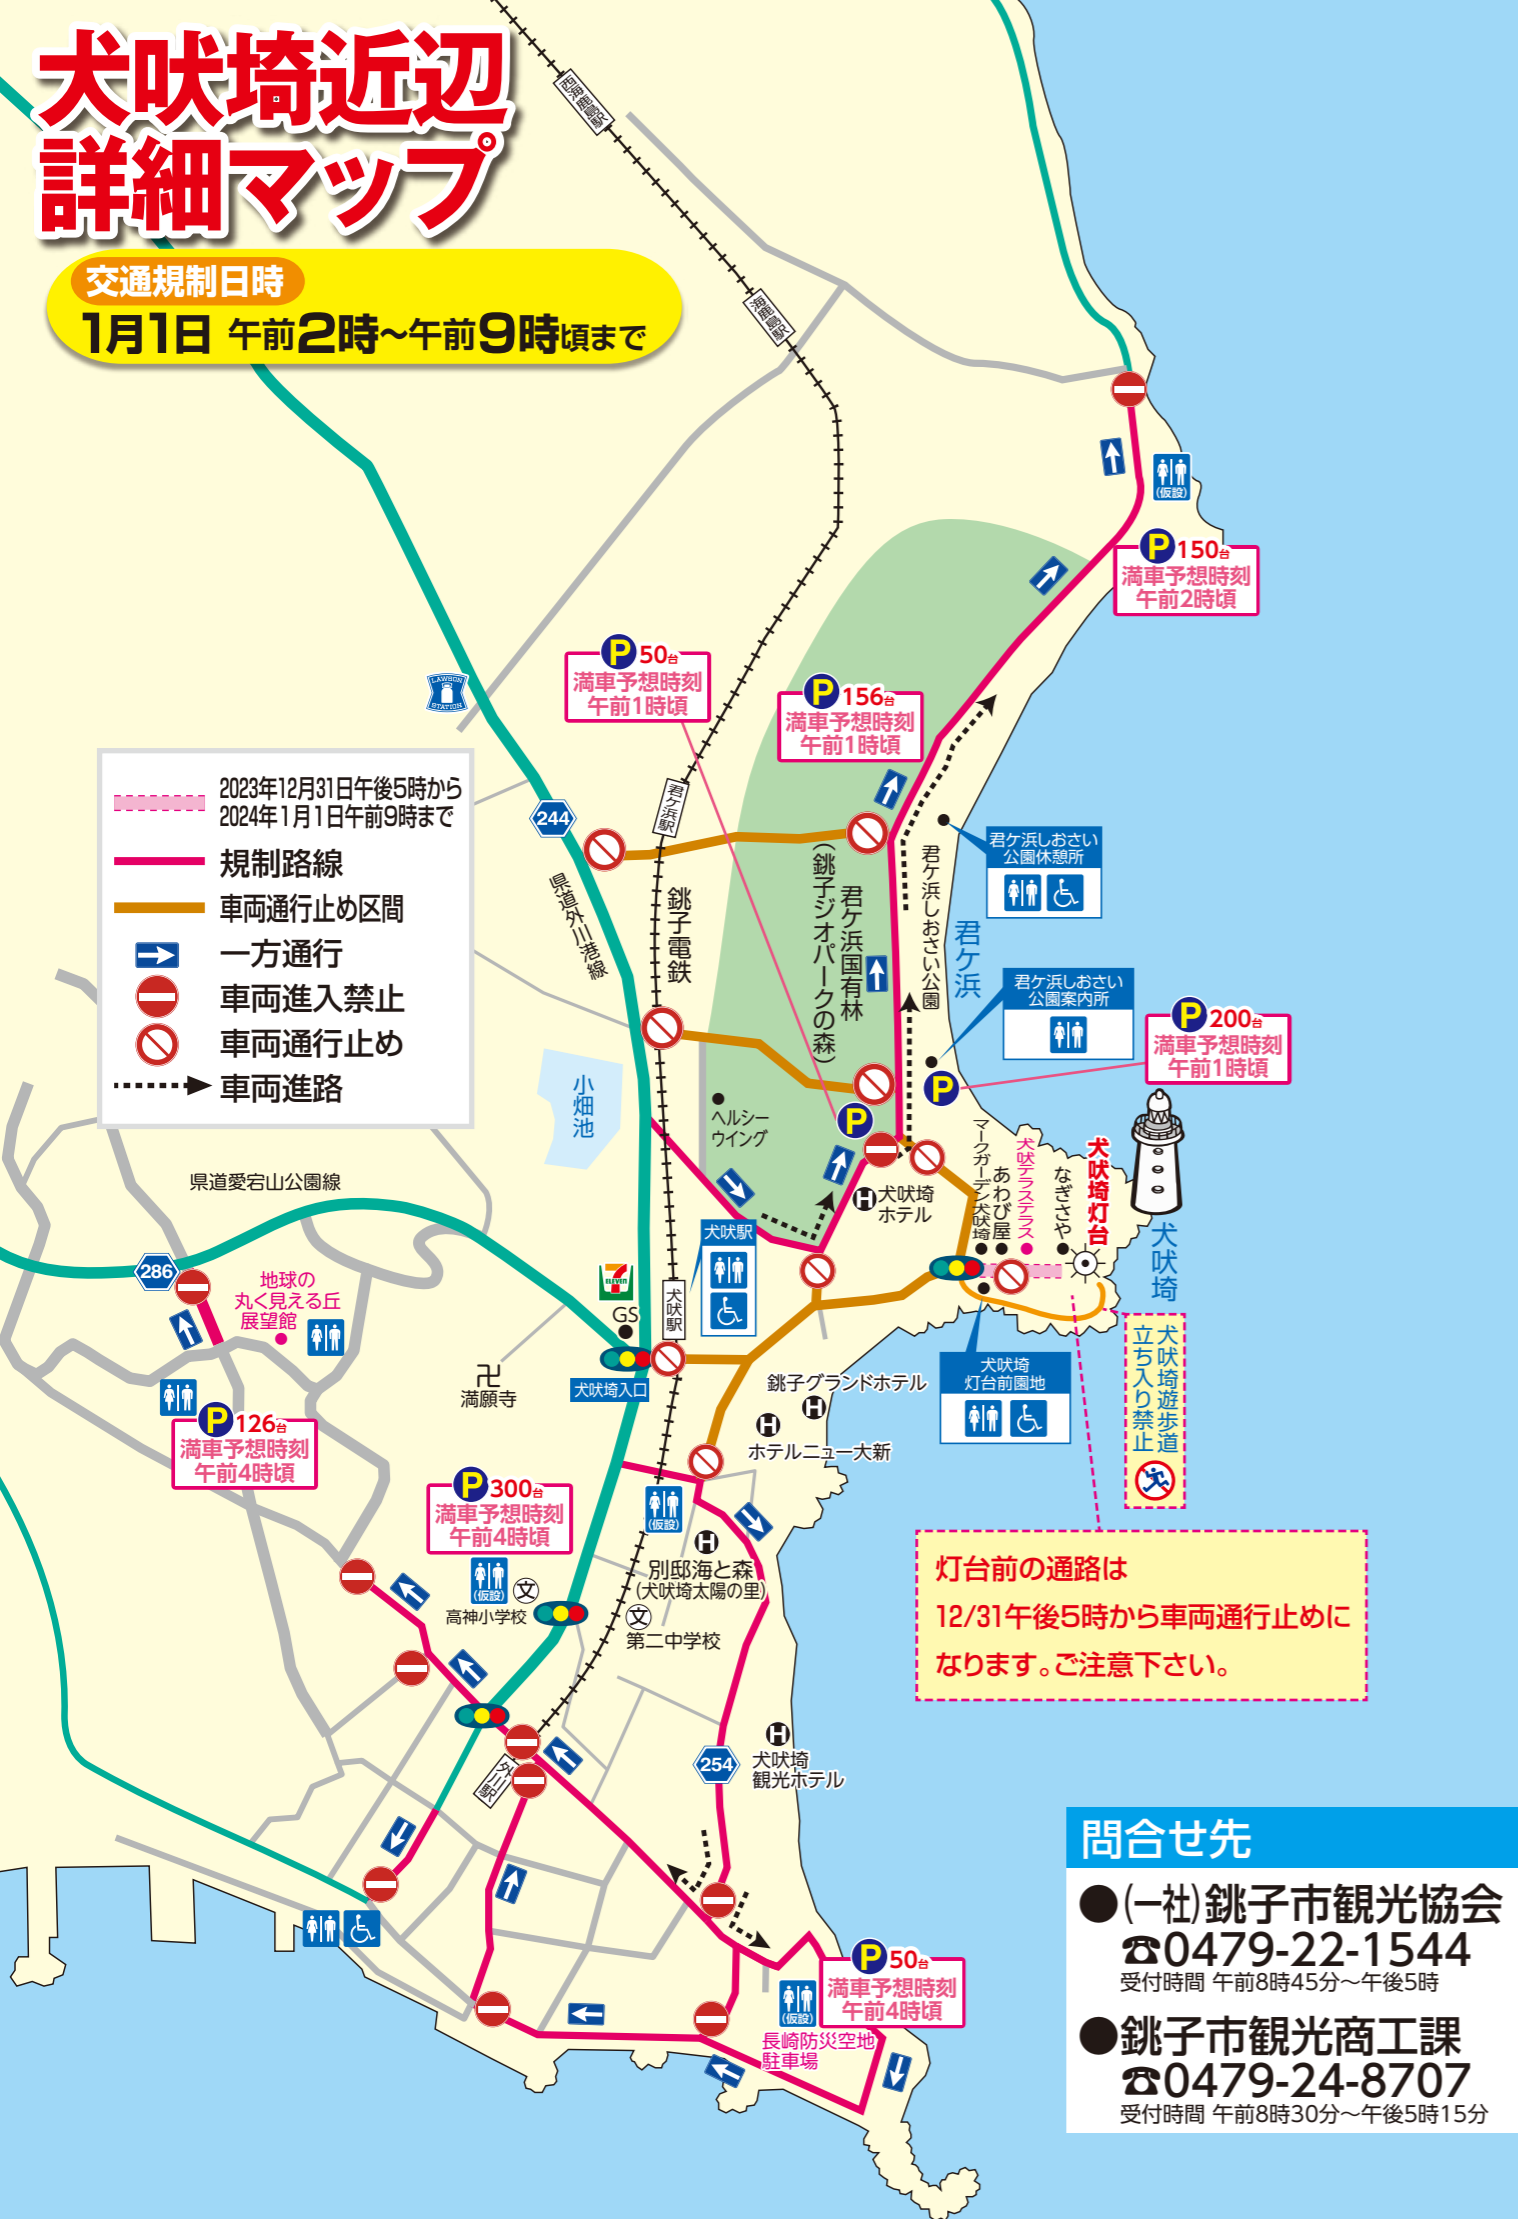 犬吠埼近辺
詳細マップ
交通規制日時
1月1日 午前2時～午前9時頃まで
西海鹿島駅
海鹿島駅
(仮設)
P 150台
満車予想時刻
午前2時頃
P 50台
満車予想時刻
午前1時頃
P 156台
満車予想時刻
午前1時頃
LAWSON
STATION
2023年12月31日午後5時から
2024年1月1日午前9時まで
規制路線
車両通行止め区間
一方通行
車両進入禁止
車両通行止め
車両進路
244
県道外川港線
君ケ浜駅
銚子電鉄
君ケ浜国有林
(銚子ジオパークの森)
君ケ浜しおさい公園
君ケ浜
君ケ浜しおさい
公園休憩所
君ケ浜しおさい
公園案内所
P 200台
満車予想時刻
午前1時頃
P
P
小畑池
ヘルシー
ウイング
H 犬吠埼
ホテル
マークガーデン犬吠埼
あわび屋
犬吠テラステラス
なぎさや
犬吠埼灯台
犬吠埼
県道愛宕山公園線
286
地球の
丸く見える丘
展望館
7
ELEVEN
GS
犬吠駅
犬吠駅
犬吠埼入口
満願寺
犬吠埼
灯台前園地
犬吠埼遊歩道
立ち入り禁止
銚子グランドホテル
H
H
ホテルニュー大新
P 126台
満車予想時刻
午前4時頃
P 300台
満車予想時刻
午前4時頃
(仮設)
文
高神小学校
(仮設)
H
別邸海と森
(犬吠埼太陽の里)
文
第二中学校
灯台前の通路は
12/31午後5時から車両通行止めに
なります。ご注意下さい。
外川駅
254
H
犬吠埼
観光ホテル
P 50台
満車予想時刻
午前4時頃
(仮設)
長崎防災空地
駐車場
問合せ先
●(一社)銚子市観光協会
☎0479-22-1544
受付時間 午前8時45分～午後5時
●銚子市観光商工課
☎0479-24-8707
受付時間 午前8時30分～午後5時15分